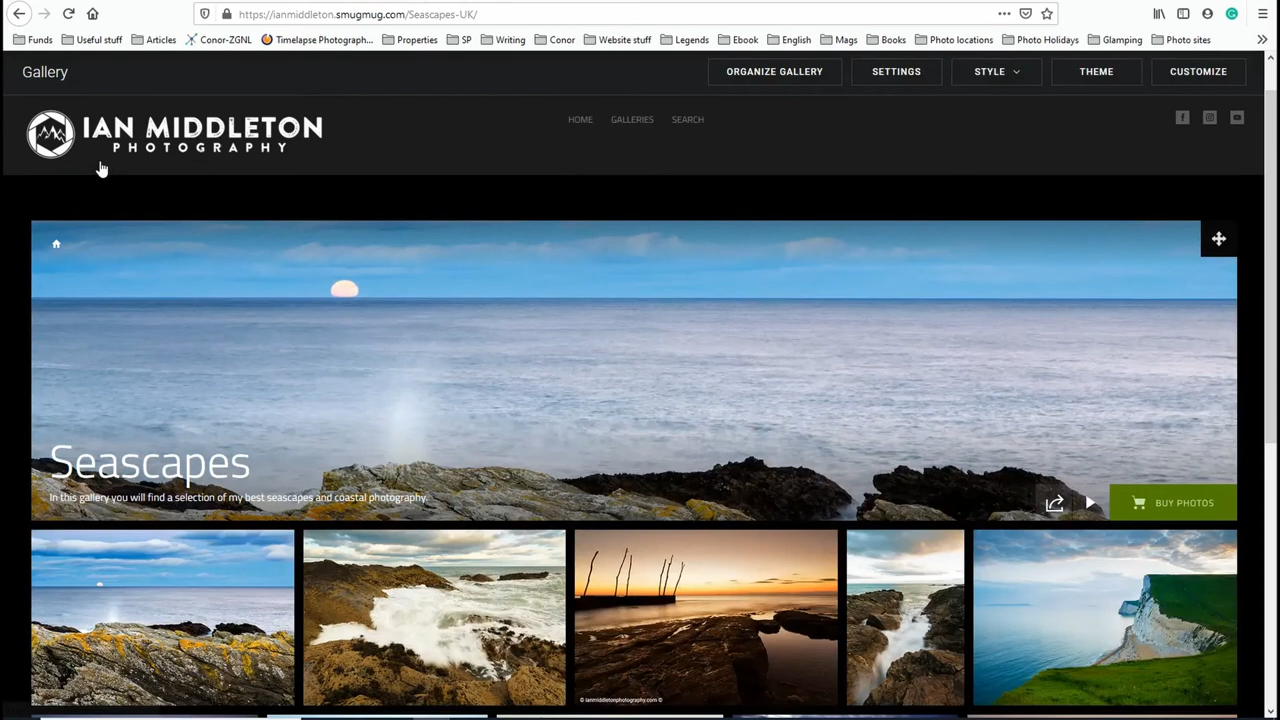 https://ianmiddleton.smugmug.com/Seascapes-UK/
Funds Useful stuff Articles Conor-ZGNL Timelapse Photograph... Properties SP Writing Conor Website stuff Legends Ebook English Mags Books Photo locations Photo Holidays Glamping Photo sites
Gallery ORGANIZE GALLERY SETTINGS STYLE THEME CUSTOMIZE
HOME GALLERIES SEARCH
IAN MIDDLETON
PHOTOGRAPHY
Seascapes
In this gallery you will find a selection of my best seascapes and coastal photography.
BUY PHOTOS
© ianmiddletonphotography.com ©